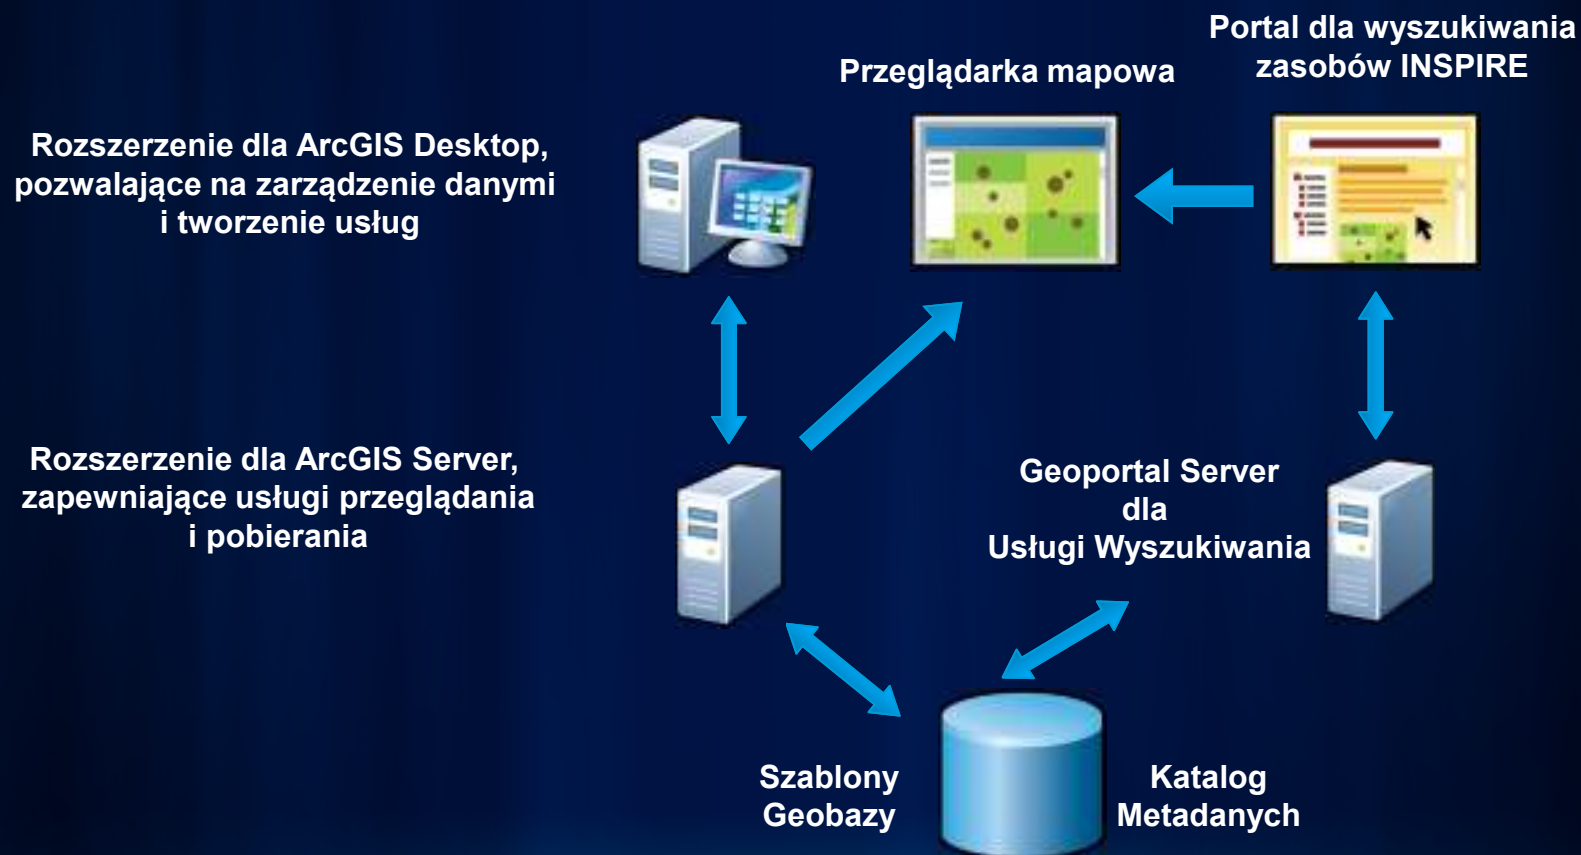 Portal dla wyszukiwania
zasobów INSPIRE
Przeglądarka mapowa
Rozszerzenie dla ArcGIS Desktop,
pozwalające na zarządzenie danymi
i tworzenie usług
Rozszerzenie dla ArcGIS Server,
zapewniające usługi przeglądania
i pobierania
Geoportal Server
dla
Usługi Wyszukiwania
Szablony
Geobazy
Katalog
Metadanych